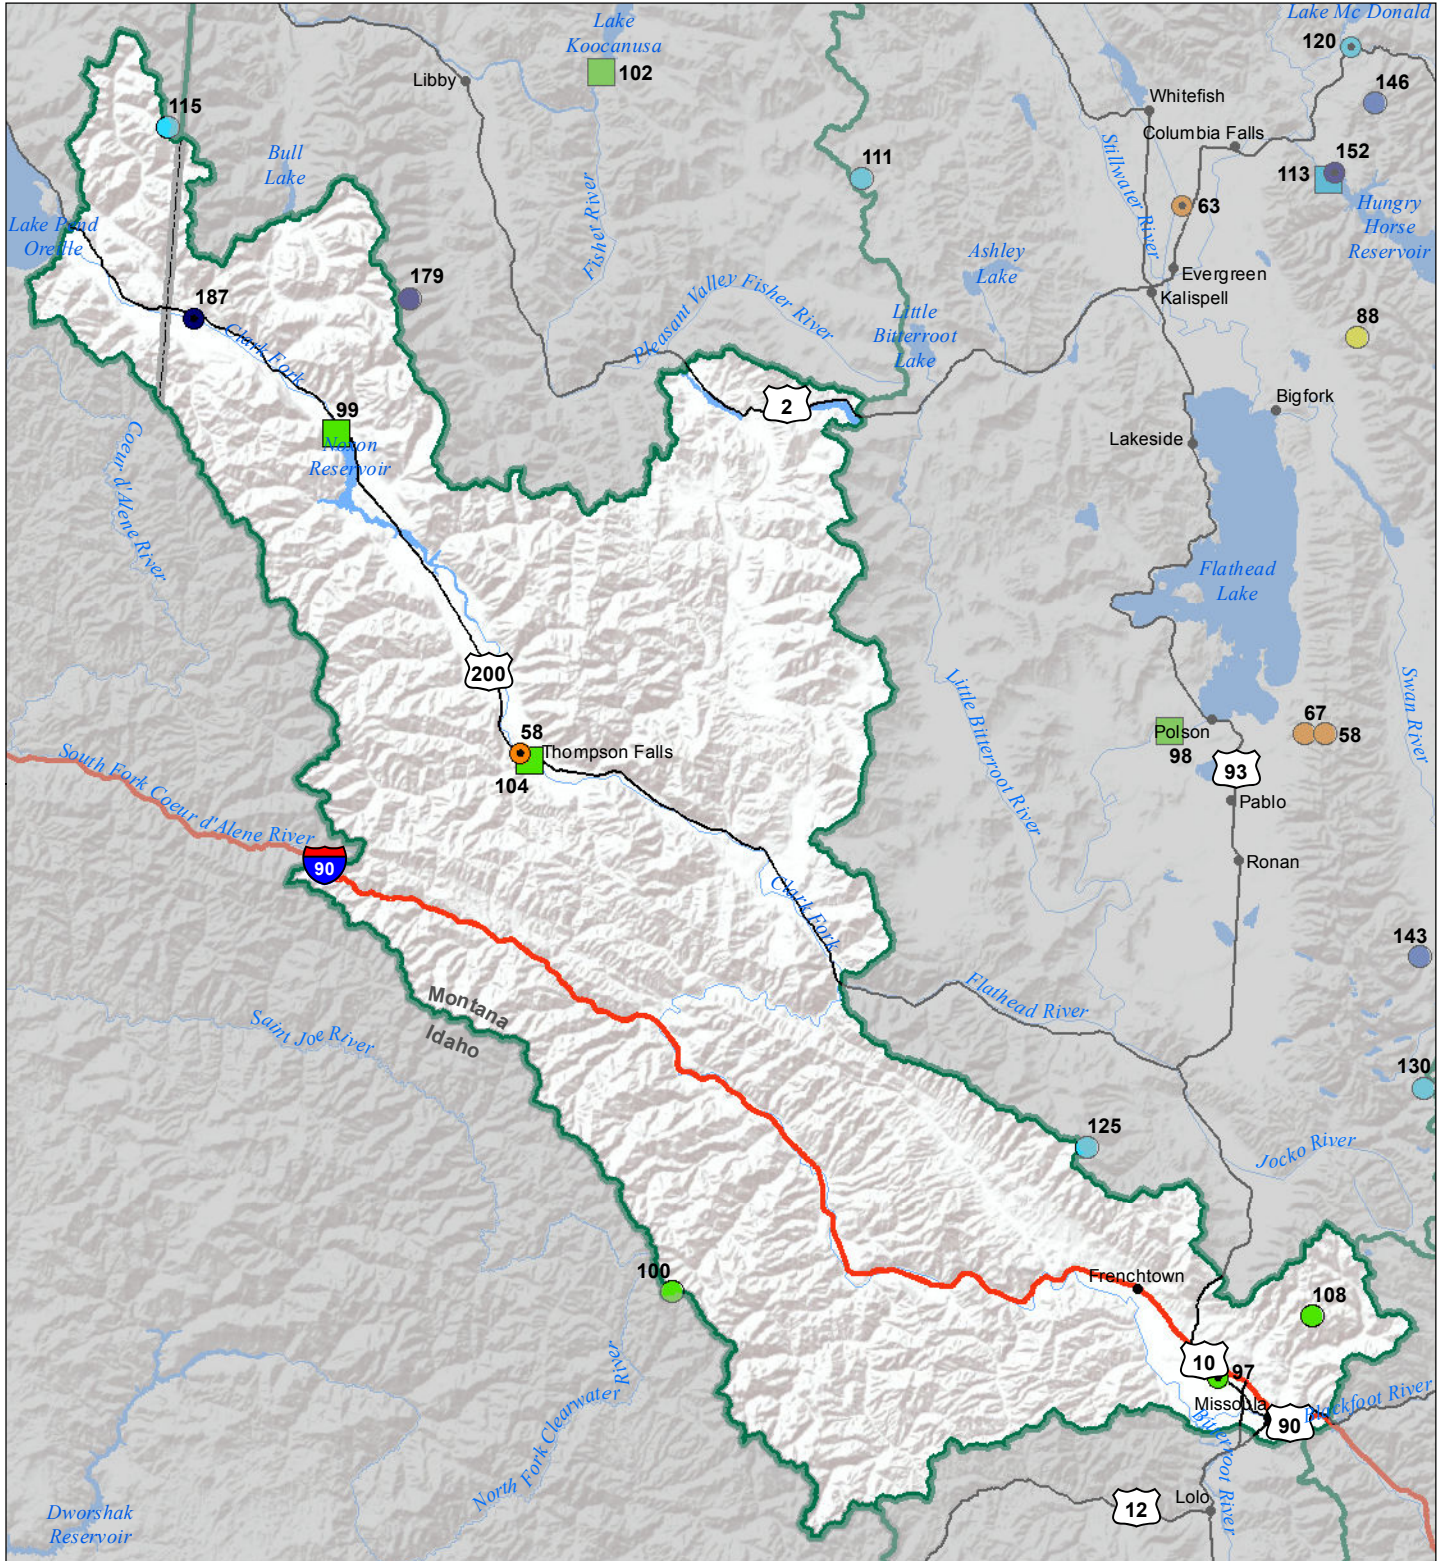 Lake Mc Donald
120
Lake
Koocanusa
102
Libby
146
Whitefish
Columbia Falls
115
Bull
Lake
111
Stillwater River
152
113
Hungry
Horse
Reservoir
63
Fisher River
Lake Pend
Oreille
Ashley
Lake
Evergreen
Kalispell
179
187
Pleasant Valley Fisher River
Little
Bitterroot
Lake
88
Clark Fork
2
Bigfork
99
Noxon
Reservoir
Lakeside
Coeur d'Alene River
Flathead
Lake
200
Little Bitterroot River
Swan River
58
Thompson Falls
104
67
58
Polson
98
93
South Fork Coeur d'Alene River
Pablo
90
Ronan
Clark Fork
143
Montana
Idaho
Flathead River
Saint Joe River
130
125
Jocko River
100
Frenchtown
108
10
97
Missoula
90
Blackfoot River
Bitterroot River
North Fork Clearwater River
12
Lolo
Dworshak
Reservoir